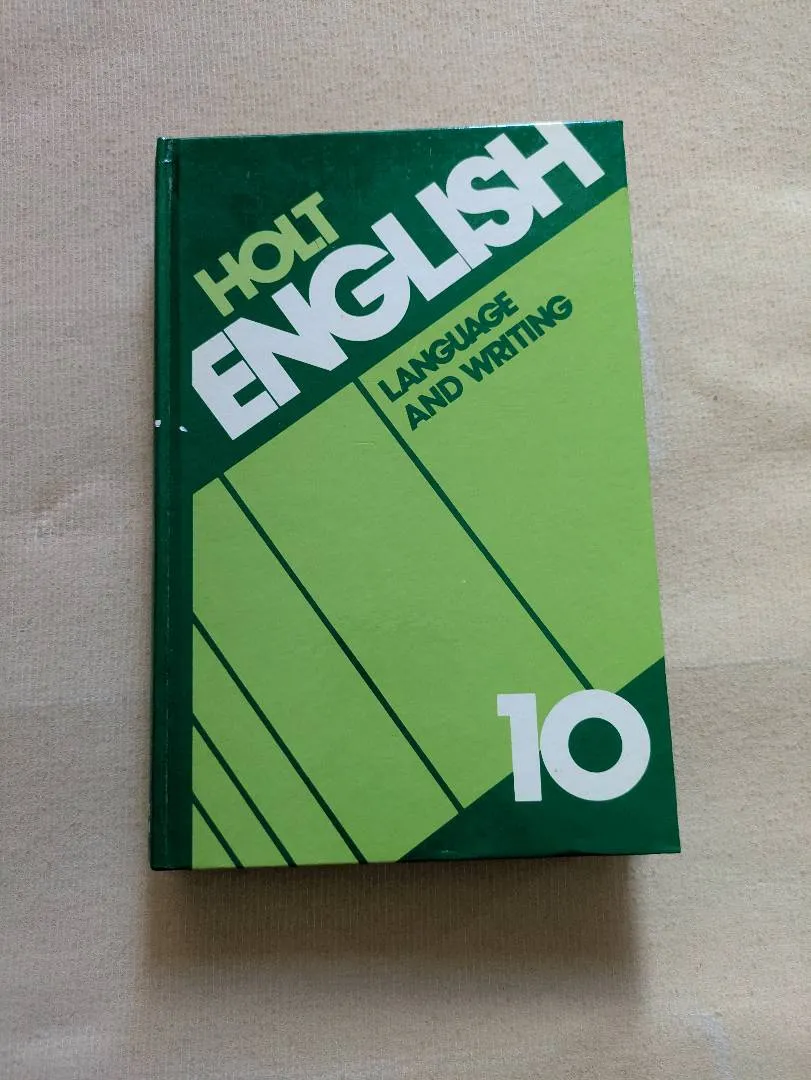 HOLT
ENGLISH
LANGUAGE
AND WRITING
10